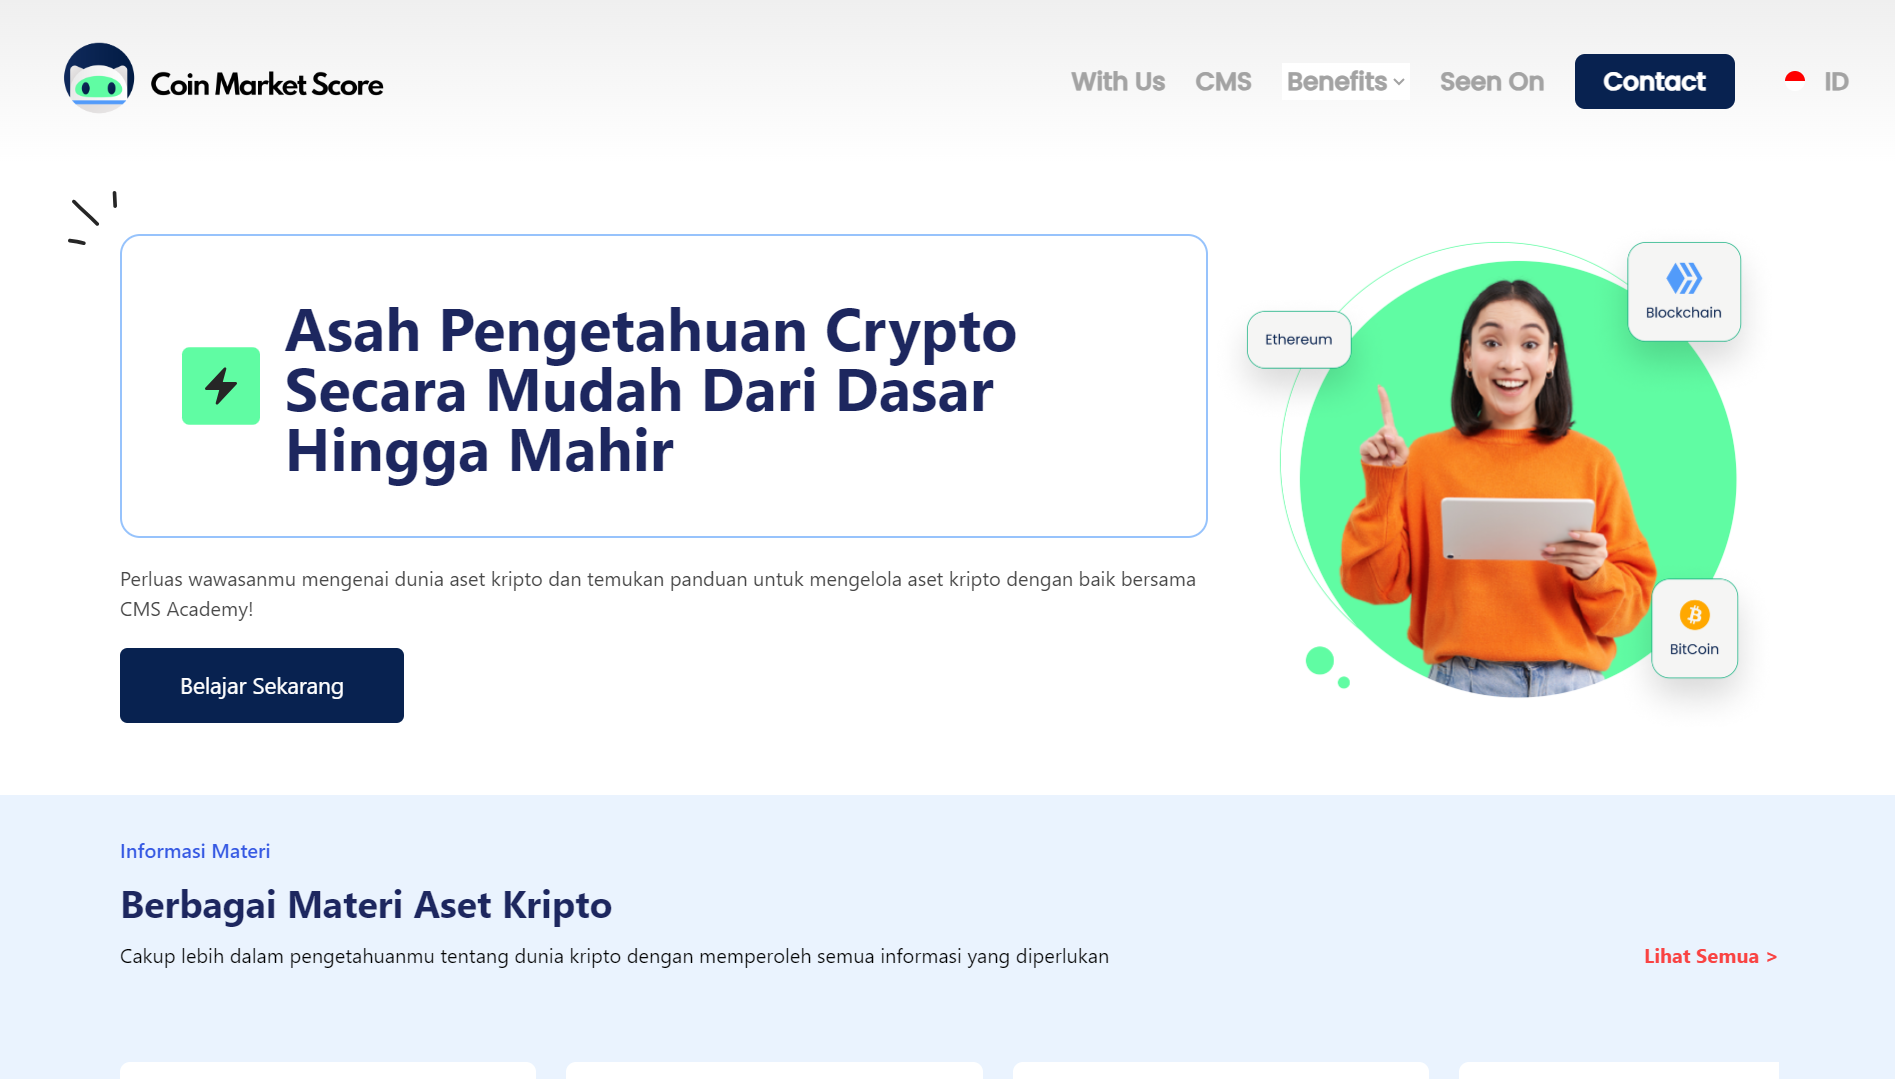 Coin Market Score
With Us
CMS
Benefits
Seen On
Contact
ID
Asah Pengetahuan Crypto
Secara Mudah Dari Dasar
Hingga Mahir
Perluas wawasanmu mengenai dunia aset kripto dan temukan panduan untuk mengelola aset kripto dengan baik bersama
CMS Academy!
Belajar Sekarang
Ethereum
Blockchain
BitCoin
Informasi Materi
Berbagai Materi Aset Kripto
Cakup lebih dalam pengetahuanmu tentang dunia kripto dengan memperoleh semua informasi yang diperlukan
Lihat Semua >